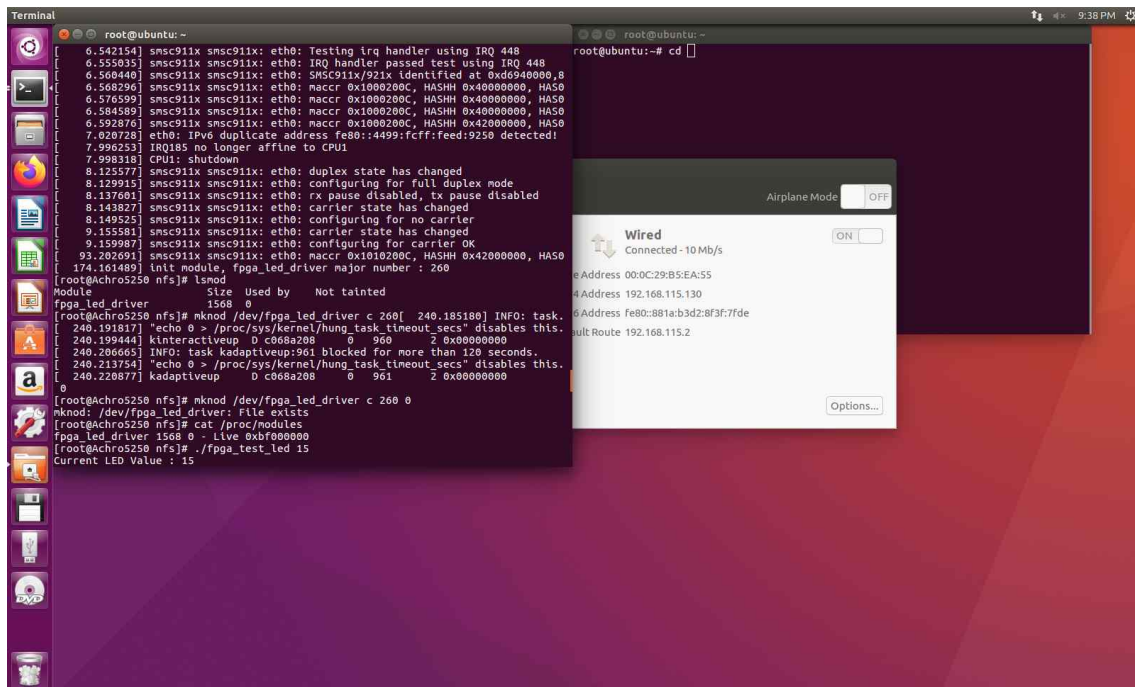 Terminal
9:38 PM
root@ubuntu: ~
[    6.542154] smsc911x smsc911x: eth0: Testing irq handler using IRQ 448
[    6.555035] smsc911x smsc911x: eth0: IRQ handler passed test using IRQ 448
[    6.560440] smsc911x smsc911x: eth0: SMSC911x/921x identified at 0xd6940000,8
[    6.568296] smsc911x smsc911x: eth0: maccr 0x1000200C, HASHH 0x40000000, HAS0
[    6.576599] smsc911x smsc911x: eth0: maccr 0x1000200C, HASHH 0x40000000, HAS0
[    6.584589] smsc911x smsc911x: eth0: maccr 0x1000200C, HASHH 0x40000000, HAS0
[    6.592876] smsc911x smsc911x: eth0: maccr 0x1000200C, HASHH 0x42000000, HAS0
[    7.020728] eth0: IPv6 duplicate address fe80::4499:fcff:feed:9250 detected!
[    7.996253] IRQ185 no longer affine to CPU1
[    7.998318] CPU1: shutdown
[    8.125577] smsc911x smsc911x: eth0: duplex state has changed
[    8.129915] smsc911x smsc911x: eth0: configuring for full duplex mode
[    8.137601] smsc911x smsc911x: eth0: rx pause disabled, tx pause disabled
[    8.143827] smsc911x smsc911x: eth0: carrier state has changed
[    8.149525] smsc911x smsc911x: eth0: configuring for no carrier
[    9.155581] smsc911x smsc911x: eth0: carrier state has changed
[    9.159987] smsc911x smsc911x: eth0: configuring for carrier OK
[   93.202691] smsc911x smsc911x: eth0: maccr 0x1010200C, HASHH 0x42000000, HAS0
[  174.161489] init module, fpga_led_driver major number : 260
[root@Achro5250 nfs]# lsmod
Module                  Size  Used by    Not tainted
fpga_led_driver         1568  0
[root@Achro5250 nfs]# mknod /dev/fpga_led_driver c 260[  240.185180] INFO: task.
[  240.191817] "echo 0 > /proc/sys/kernel/hung_task_timeout_secs" disables this.
[  240.199444] kinteractiveup  D c068a208     0   960      2 0x00000000
[  240.206665] INFO: task kadaptiveup:961 blocked for more than 120 seconds.
[  240.213754] "echo 0 > /proc/sys/kernel/hung_task_timeout_secs" disables this.
[  240.220877] kadaptiveup     D c068a208     0   961      2 0x00000000
0
[root@Achro5250 nfs]# mknod /dev/fpga_led_driver c 260 0
mknod: /dev/fpga_led_driver: File exists
[root@Achro5250 nfs]# cat /proc/modules
fpga_led_driver 1568 0 - Live 0xbf000000
[root@Achro5250 nfs]# ./fpga_test_led 15
Current LED Value : 15
root@ubuntu: ~
root@ubuntu:~# cd
Airplane Mode OFF
Wired ON
Connected - 10 Mb/s
e Address 00:0C:29:B5:EA:55
4 Address 192.168.115.130
6 Address fe80::881a:b3d2:8f3f:7fde
ult Route 192.168.115.2
Options...
a
DVD